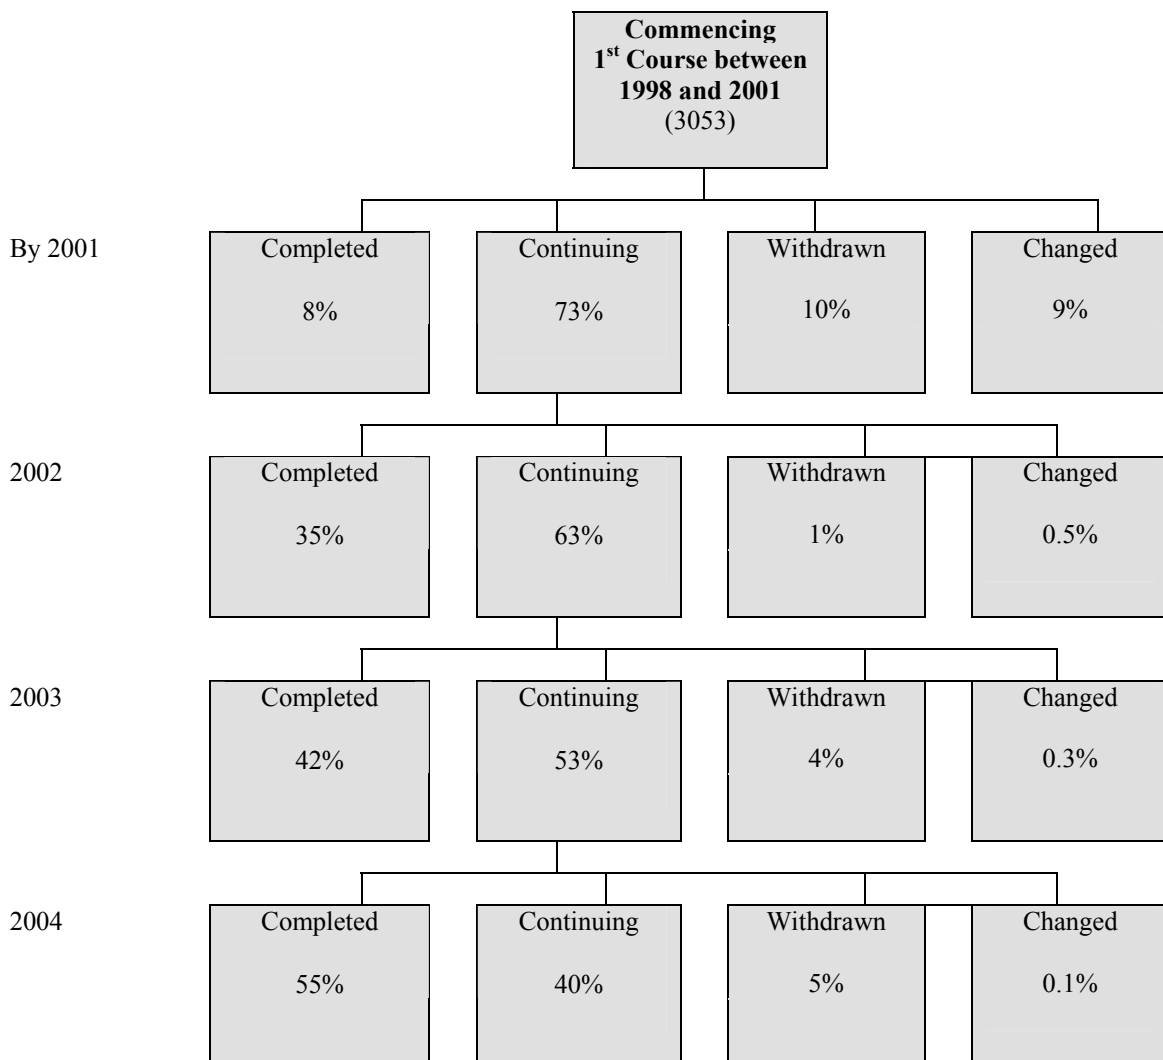 Commencing
1st Course between
1998 and 2001
(3053)
By 2001
Completed
Continuing
Withdrawn
Changed
8%
73%
10%
9%
2002
Completed
Continuing
Withdrawn
Changed
35%
63%
1%
0.5%
2003
Completed
Continuing
Withdrawn
Changed
42%
53%
4%
0.3%
2004
Completed
Continuing
Withdrawn
Changed
55%
40%
5%
0.1%